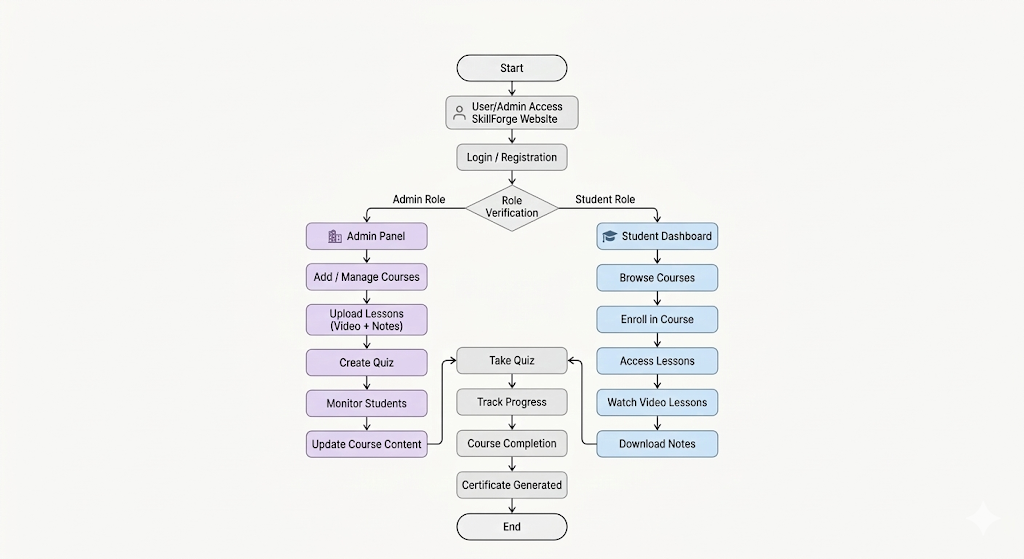 Start
User/Admin Access
SkillForge Website
Login / Registration
Role
Verification
Admin Role
Student Role
Admin Panel
Add / Manage Courses
Upload Lessons
(Video + Notes)
Create Quiz
Monitor Students
Update Course Content
Student Dashboard
Browse Courses
Enroll in Course
Access Lessons
Watch Video Lessons
Download Notes
Take Quiz
Track Progress
Course Completion
Certificate Generated
End